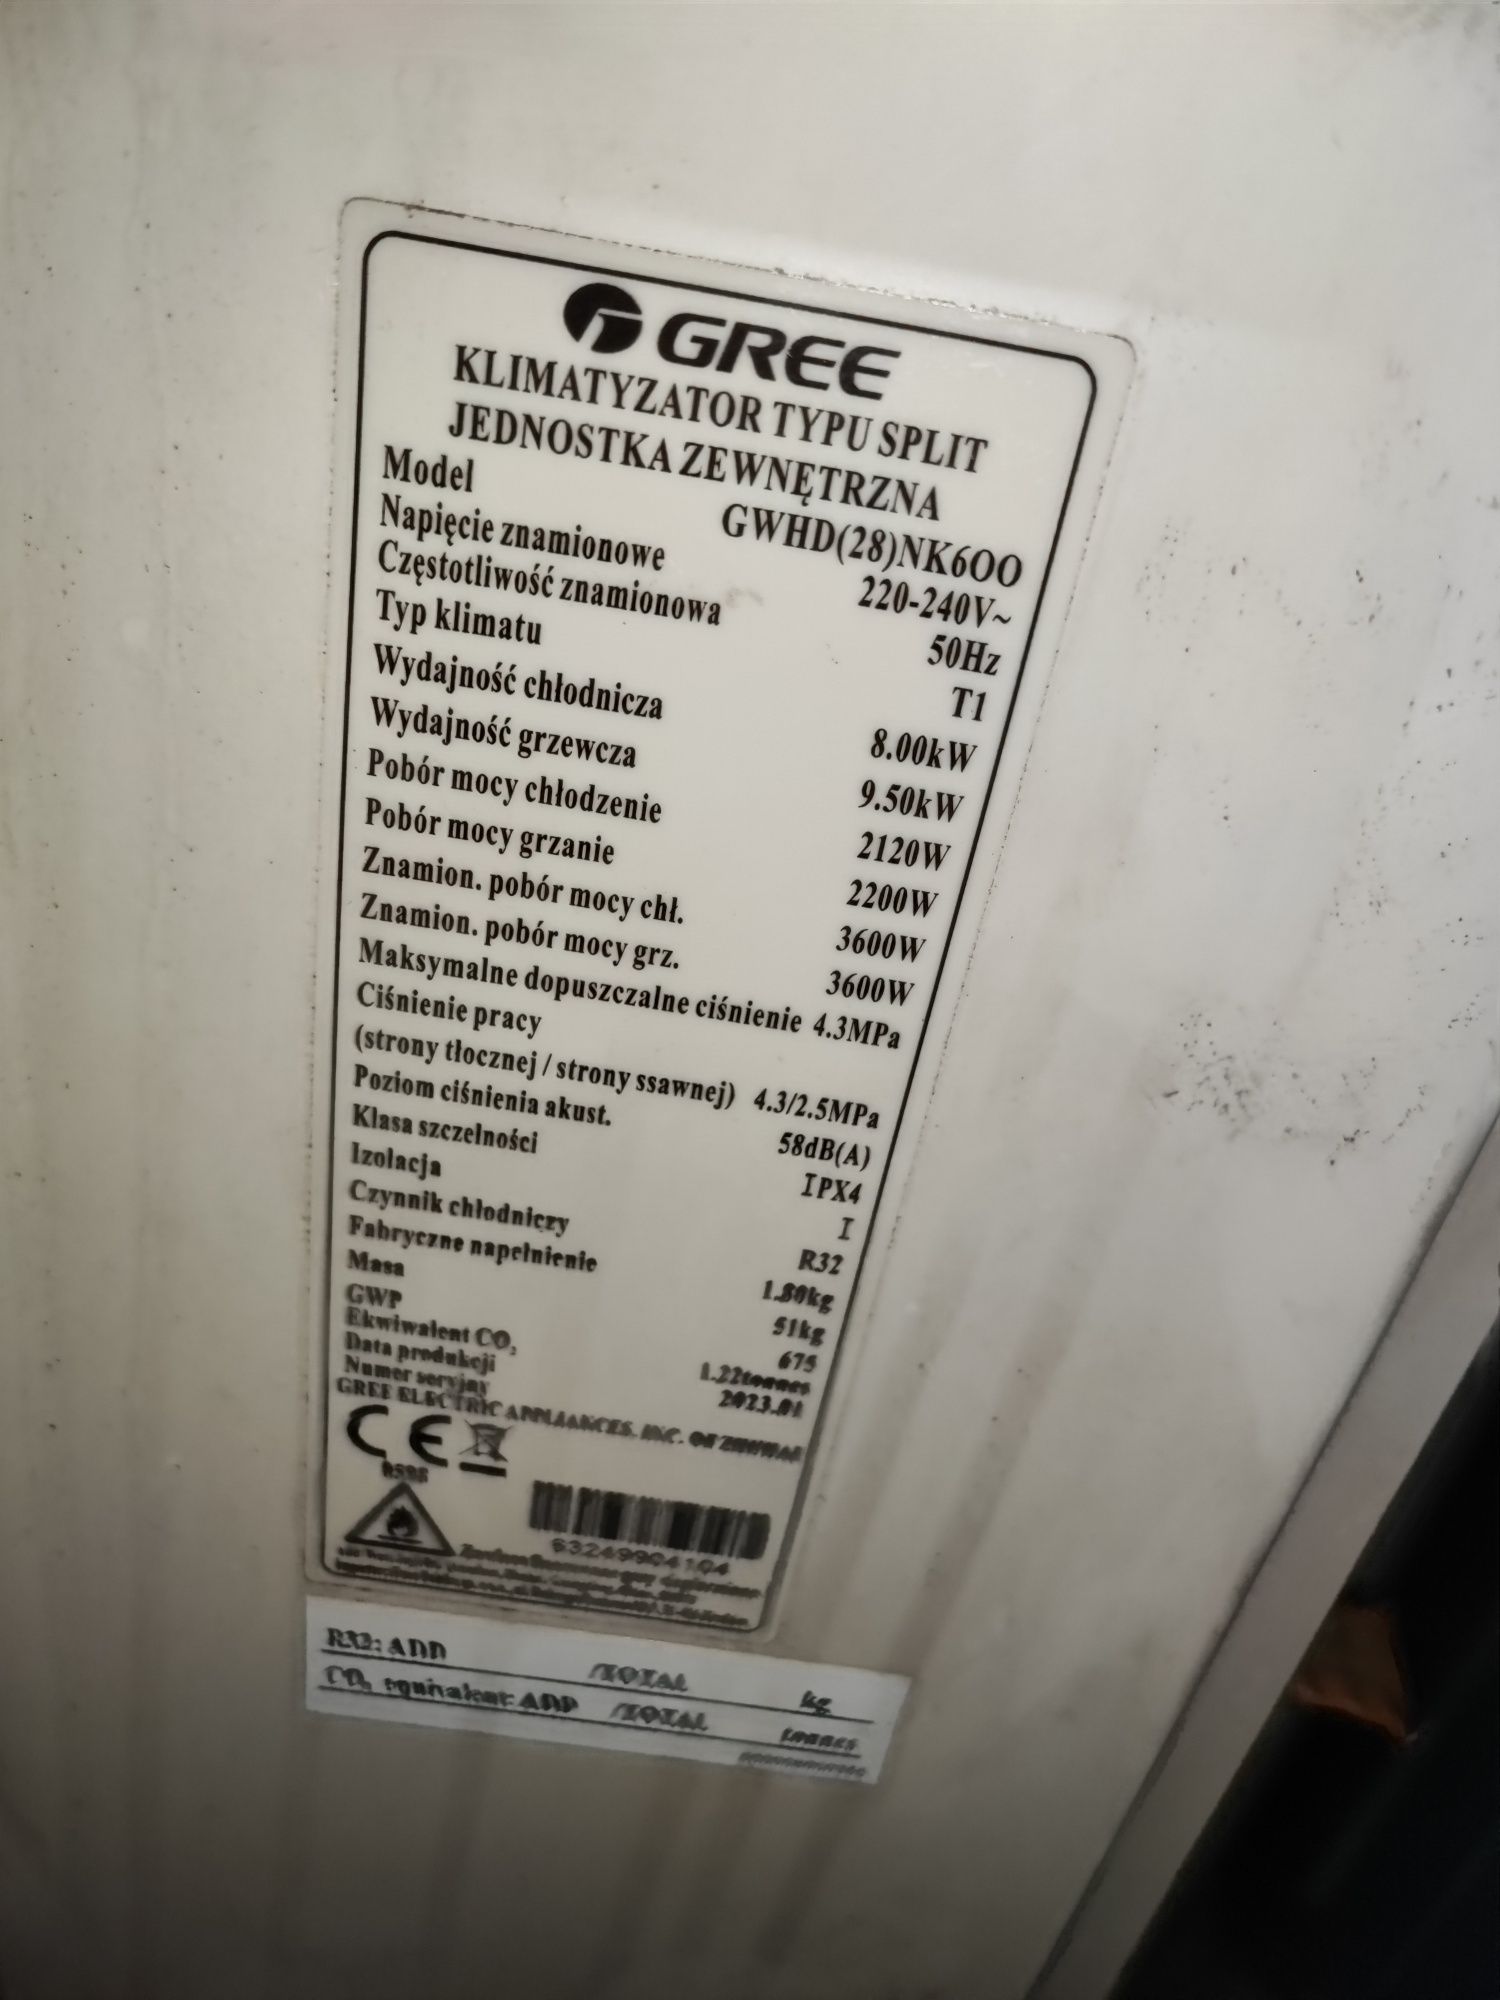 GREE
KLIMATYZATOR TYPU SPLIT
JEDNOSTKA ZEWNĘTRZNA
Model GWHD(28)NK6OO
Napięcie znamionowe 220-240V~
Częstotliwość znamionowa 50Hz
Typ klimatu T1
Wydajność chłodnicza 8.00kW
Wydajność grzewcza 9.50kW
Pobór mocy chłodzenie 2120W
Pobór mocy grzanie 2200W
Znamion. pobór mocy chł. 3600W
Znamion. pobór mocy grz. 3600W
Maksymalne dopuszczalne ciśnienie 4.3MPa
Ciśnienie pracy
(strony tłocznej / strony ssawnej) 4.3/2.5MPa
Poziom ciśnienia akust. 58dB(A)
Klasa szczelności IPX4
Izolacja I
Czynnik chłodniczy R32
Fabryczne napełnienie 1.80kg
Masa 51kg
GWP 675
Ekwiwalent CO₂ 1.22tonnes
Data produkcji 2023.01
Numer seryjny
GREE ELECTRIC APPLIANCES, INC. OF ZHUHAI
CE
63249904104
R32: ADD /TOTAL kg
CO₂ equivalent: ADD /TOTAL tonnes